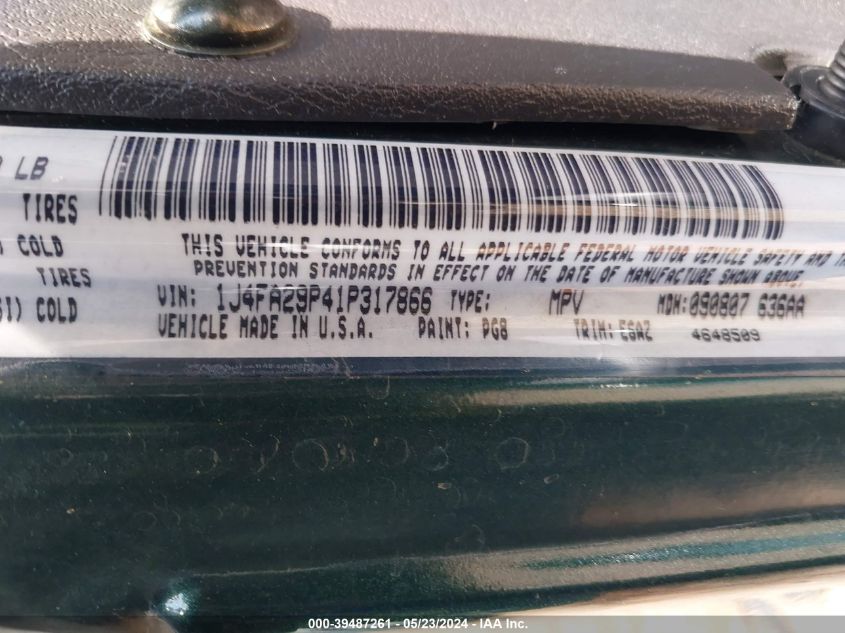 LB
TIRES
COLD
THIS VEHICLE CONFORMS TO ALL APPLICABLE FEDERAL MOTOR VEHICLE SAFETY AND
TIRES
PREVENTION STANDARDS IN EFFECT ON THE DATE OF MANUFACTURE SHOWN ABOVE.
COLD
VIN: 1J4FA29P41P317866 TYPE: MPV MDH:090807 636AA
VEHICLE MADE IN U.S.A. PAINT: PG8 TRIM: 4648509
000-39487261 - 05/23/2024 - IAA Inc.